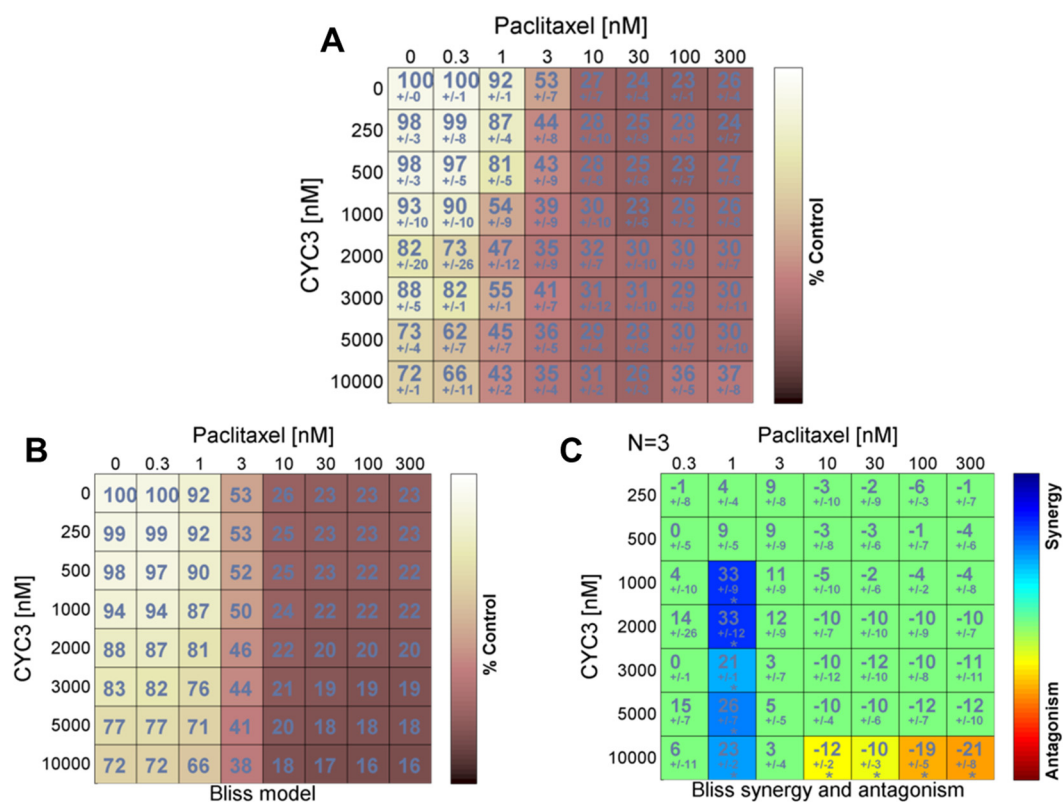 A
Paclitaxel [nM]
0 0.3 1 3 10 30 100 300
CYC3 [nM]
0 100 100 92 53 27 24 23 26
+/-0 +/-1 +/-1 +/-7
250 98 99 87 44 28 25 26 24
+/-3 +/-8 +/-4 +/-8 +/-10
500 98 97 81 43 28 25 23 27
+/-3 +/-5 +/-5 +/-9
1000 93 90 54 39 30 23 26 26
+/-10 +/-10 +/-9 +/-9 +/-10
2000 82 73 47 35 32 30 30 30
+/-20 +/-26 +/-12 +/-9 +/-7 +/-10 +/-9 +/-7
3000 88 82 55 41 31 31 29 30
+/-5 +/-1 +/-1 +/-7 +/-12 +/-10 +/-8 +/-11
5000 73 62 45 36 29 28 30 30
+/-4 +/-7 +/-7 +/-5 +/-4 +/-6 +/-7 +/-10
10000 72 66 43 35 31 26 36 37
+/-1 +/-11 +/-2 +/-4 +/-2 +/-5 +/-8
% Control
B
Paclitaxel [nM]
0 0.3 1 3 10 30 100 300
CYC3 [nM]
0 100 100 92 53 26 23 23 23
250 99 99 92 53 25 23 23 23
500 98 97 90 52 25 23 22 22
1000 94 94 87 50 24 22 22 22
2000 88 87 81 46 22 20 20 20
3000 83 82 76 44 21 19 19 19
5000 77 77 71 41 20 18 18 18
10000 72 72 66 38 18 17 16 16
Bliss model
% Control
C
N=3
Paclitaxel [nM]
0.3 1 3 10 30 100 300
CYC3 [nM]
250 -1 4 9 -3 -2 -6 -1
+/-8 +/-4 +/-8 +/-10 +/-9 +/-3 +/-7
500 0 9 9 -3 -3 -1 -4
+/-5 +/-5 +/-9 +/-8 +/-6 +/-7 +/-6
1000 4 33 11 -5 -2 -4 -4
+/-10 +/-9 +/-9 +/-10 +/-6 +/-2 +/-8
*
2000 14 33 12 -10 -10 -10 -10
+/-26 +/-12 +/-9 +/-7 +/-10 +/-9 +/-7
*
3000 0 21 3 -10 -12 -10 -11
+/-1 +/-1 +/-7 +/-12 +/-10 +/-8 +/-11
*
5000 15 26 5 -10 -10 -12 -12
+/-7 +/-7 +/-5 +/-4 +/-6 +/-7 +/-10
*
10000 6 23 3 -12 -10 -19 -21
+/-11 +/-2 +/-4 +/-2 +/-3 +/-5 +/-8
* * * * *
Bliss synergy and antagonism
Synergy
Antagonism